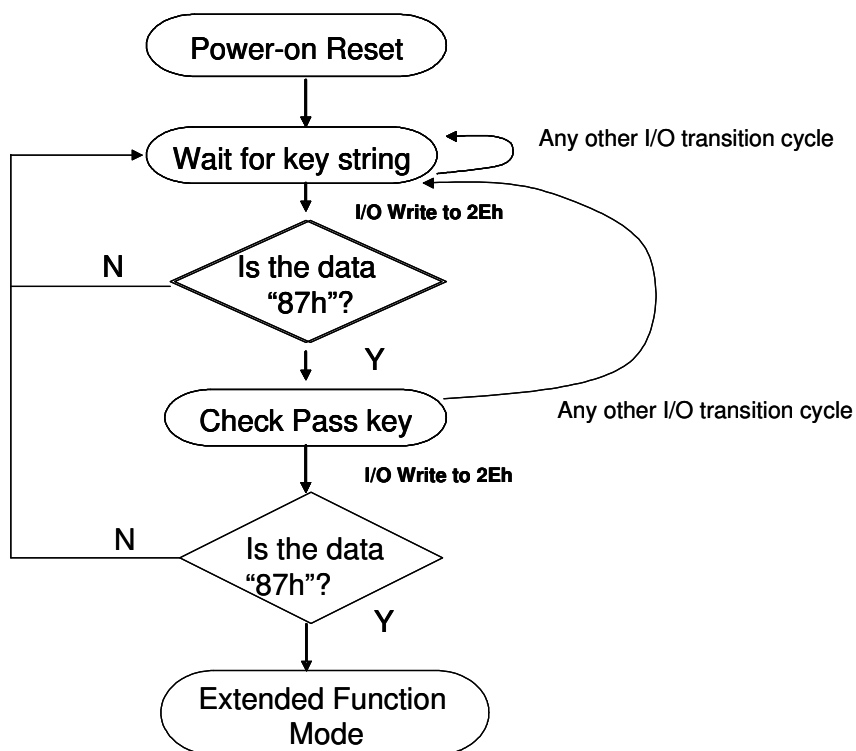 Power-on Reset
Wait for key string
Any other I/O transition cycle
I/O Write to 2Eh
N
Is the data
“87h”?
Y
Check Pass key
Any other I/O transition cycle
I/O Write to 2Eh
N
Is the data
“87h”?
Y
Extended Function
Mode